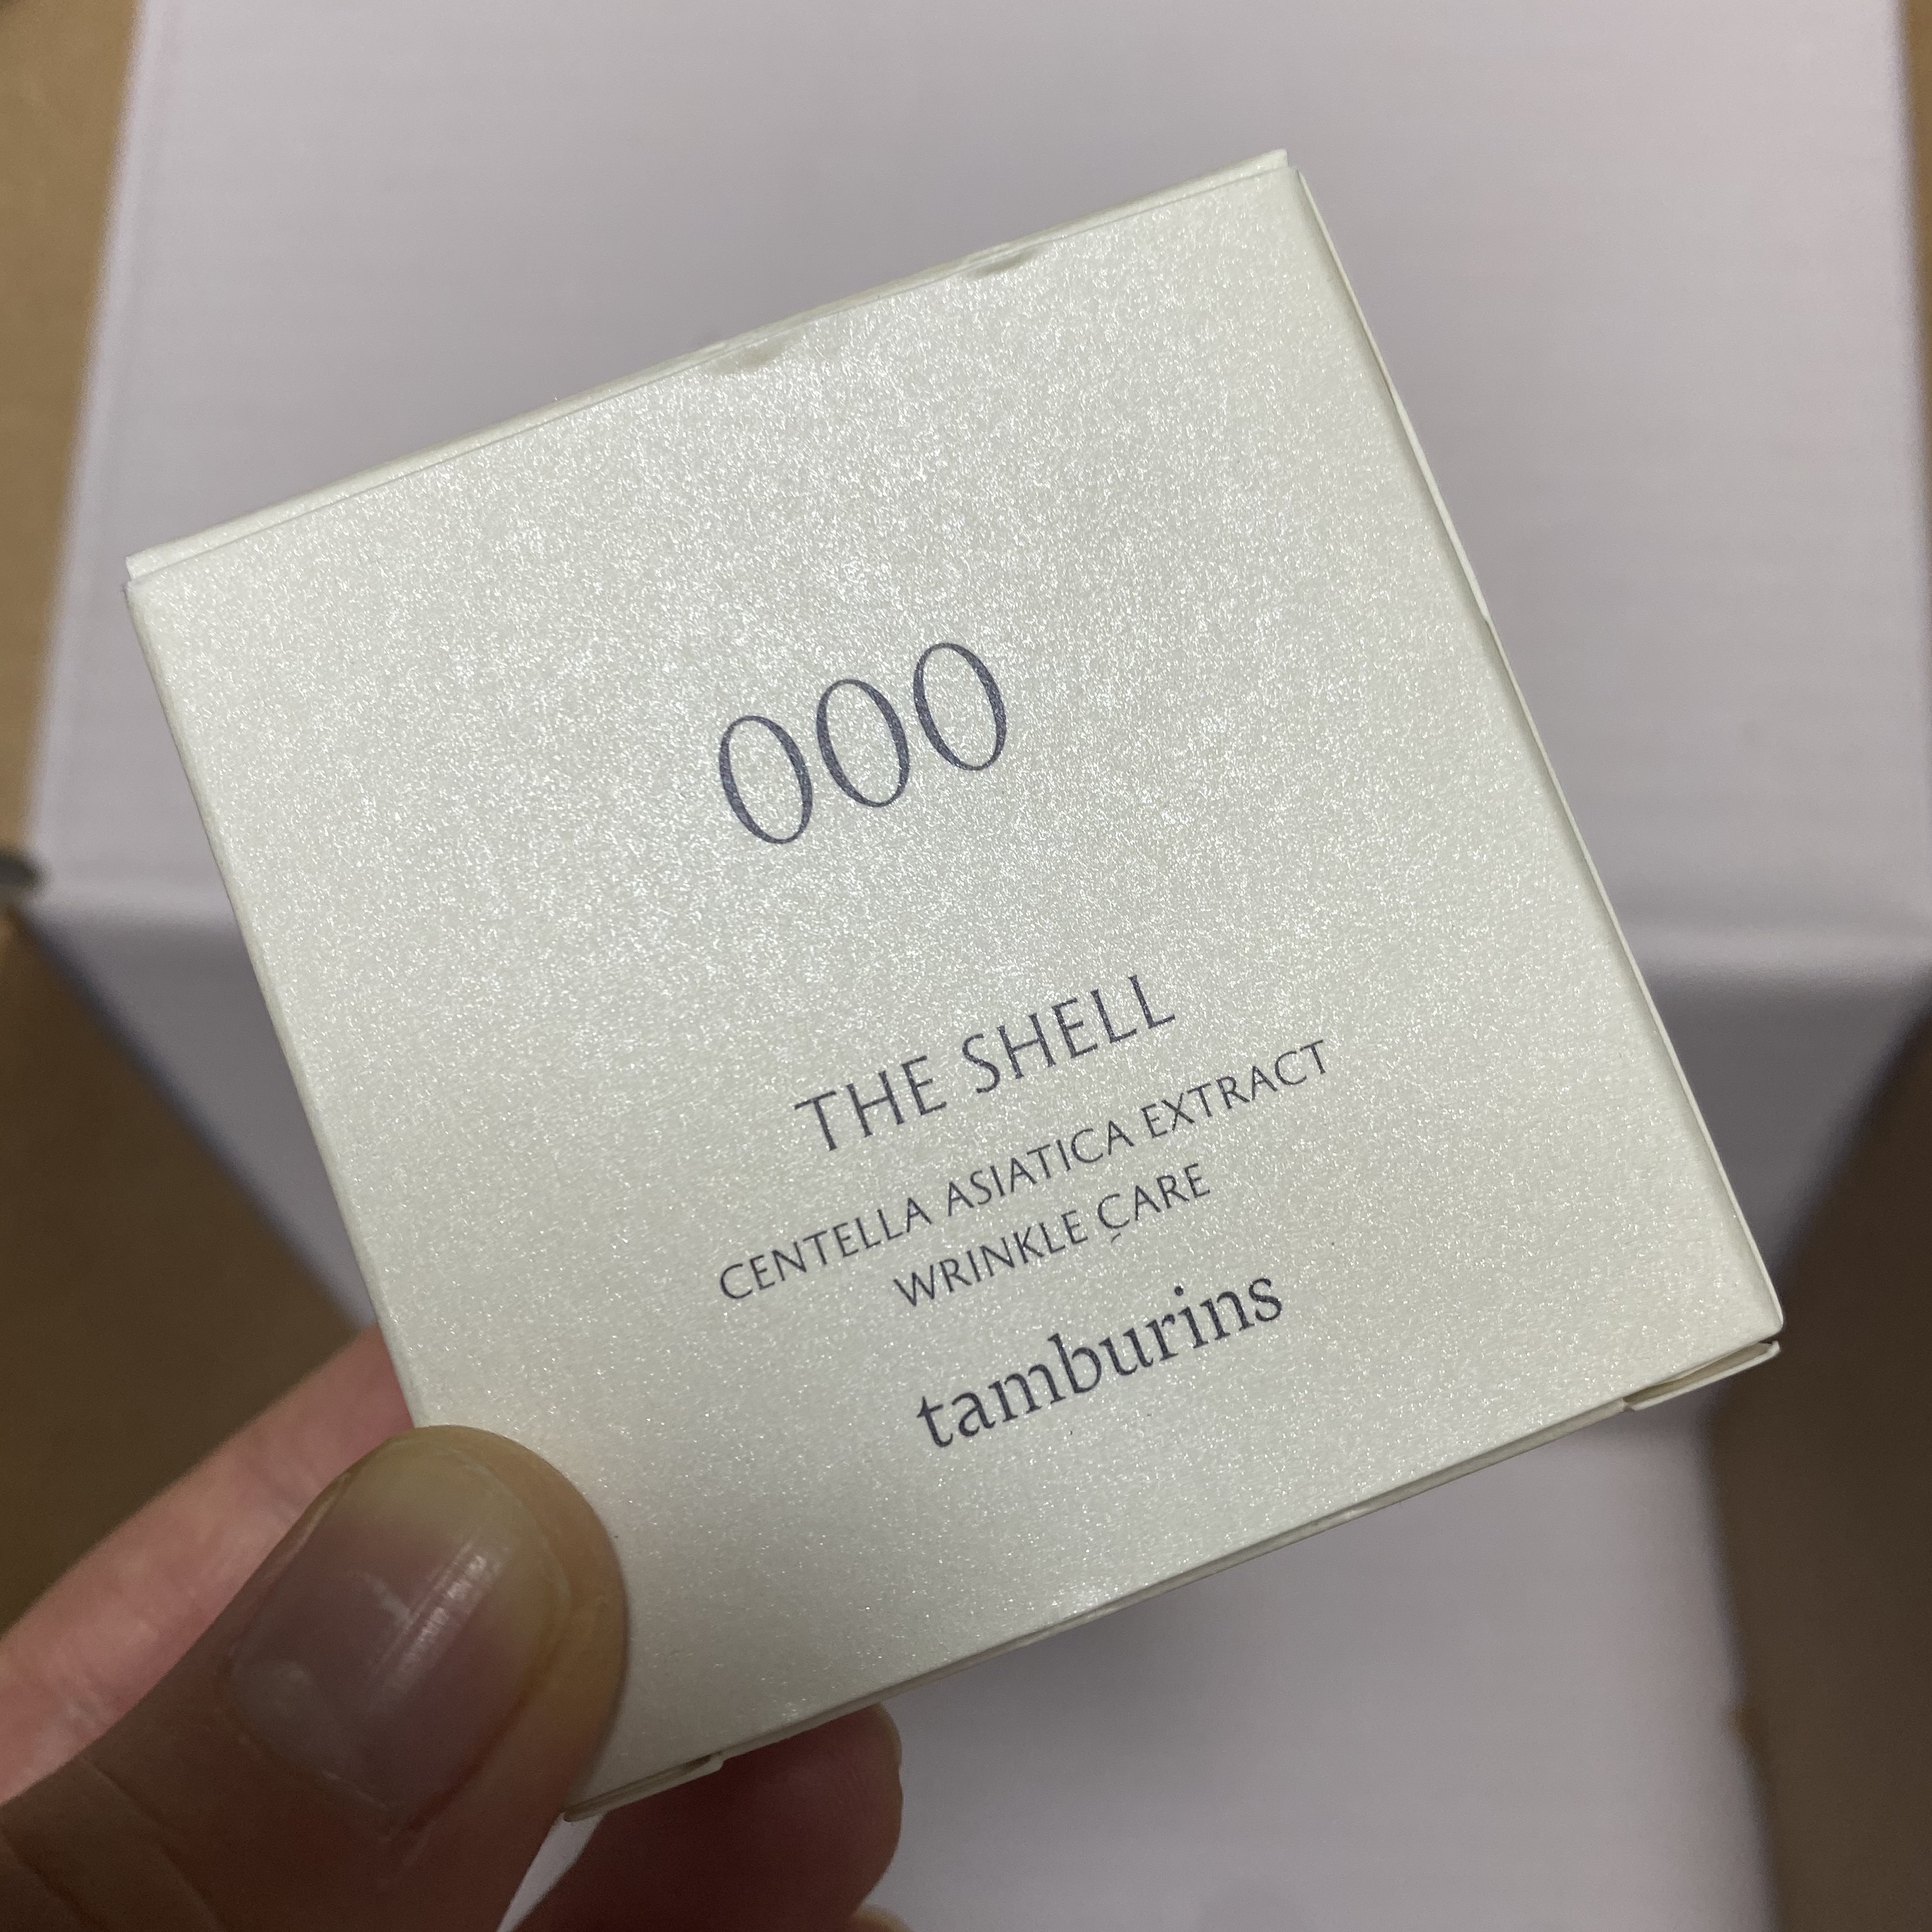 000
THE SHELL
CENTELLA ASIATICA EXTRACT
WRINKLE CARE
tamburins